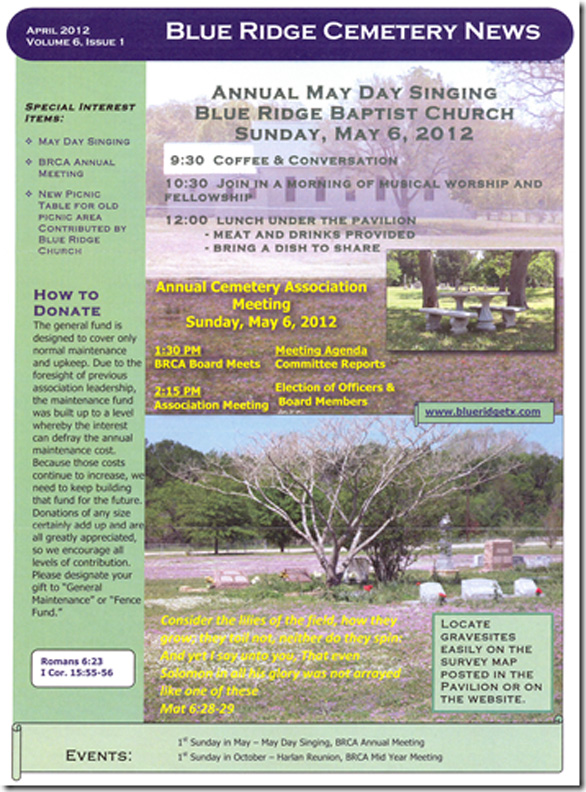 April 2012
Volume 6, Issue 1
Blue Ridge Cemetery News
Special Interest
Items:
❖ May Day Singing
❖ BRCA Annual
Meeting
❖ New Picnic
Table for old
picnic area
Contributed by
Blue Ridge
Church
How to
Donate
The general fund is
designed to cover only
normal maintenance
and upkeep. Due to the
foresight of previous
association leadership,
the maintenance fund
was built up to a level
whereby the interest
can defray the annual
maintenance cost.
Because those costs
continue to increase, we
need to keep building
that fund for the future.
Donations of any size
certainly add up and are
all greatly appreciated,
so we encourage all
levels of contribution.
Please designate your
gift to "General
Maintenance" or "Fence
Fund."
Romans 6:23
I Cor. 15:55-56
Annual May Day Singing
Blue Ridge Baptist Church
Sunday, May 6, 2012
9:30 Coffee & Conversation
10:30 Join in a morning of musical worship and
fellowship
12:00 lunch under the pavilion
- meat and drinks provided
- bring a dish to share
Annual Cemetery Association
Meeting
Sunday, May 6, 2012
1:30 PM
BRCA Board Meets
2:15 PM
Association Meeting
Meeting Agenda
Committee Reports
Election of Officers &
Board Members
www.blueridgetx.com
Consider the lilies of the field, how they
grow; they toil not, neither do they spin:
And yet I say unto you, That even
Solomon in all his glory was not arrayed
like one of these
Mat 6:28-29
Locate
gravesites
easily on the
survey map
posted in the
Pavilion or on
the website.
Events:
1st Sunday in May – May Day Singing, BRCA Annual Meeting
1st Sunday in October – Harlan Reunion, BRCA Mid Year Meeting